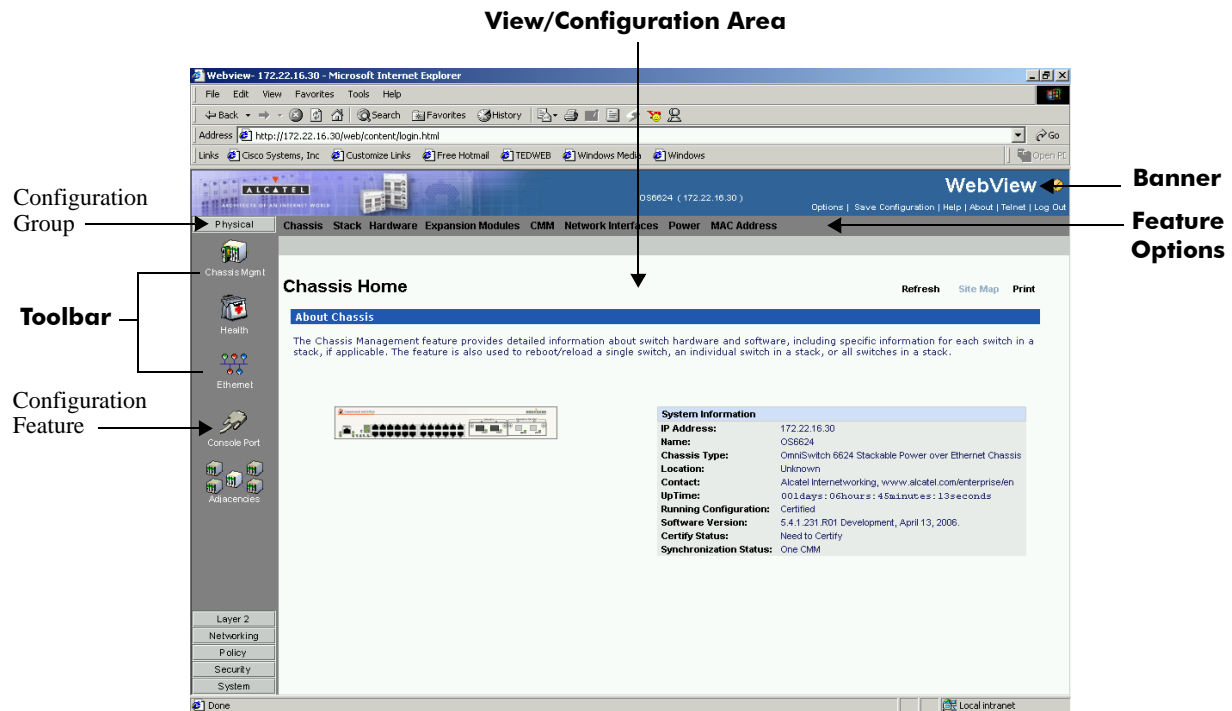 View/Configuration Area
Webview- 172.22.16.30 - Microsoft Internet Explorer
File Edit View Favorites Tools Help
Back Search Favorites History
Address http://172.22.16.30/web/content/login.html Go
Links Cisco Systems, Inc Customize Links Free Hotmail TEDWEB Windows Media Windows Open
ALCATEL
ARCHITECTS OF AN INTERNET WORLD
OS6624 ( 172.22.16.30 )
WebView
Options | Save Configuration | Help | About | Telnet | Log Out
Banner
Configuration
Group
Physical
Chassis Stack Hardware Expansion Modules CMM Network Interfaces Power MAC Address
Feature
Options
Chassis Mgmt
Chassis Home
Refresh Site Map Print
Toolbar
Health
About Chassis
The Chassis Management feature provides detailed information about switch hardware and software, including specific information for each switch in a
stack, if applicable. The feature is also used to reboot/reload a single switch, an individual switch in a stack, or all switches in a stack.
Ethernet
Configuration
Feature
Console Port
Adjacencies
System Information
IP Address: 172.22.16.30
Name: OS6624
Chassis Type: OmniSwitch 6624 Stackable Power over Ethernet Chassis
Location: Unknown
Contact: Alcatel Internetworking, www.alcatel.com/enterprise/en
UpTime: 001days:06hours:45minutes:13seconds
Running Configuration: Certified
Software Version: 5.4.1.231.R01 Development, April 13, 2006.
Certify Status: Need to Certify
Synchronization Status: One CMM
Layer 2
Networking
Policy
Security
System
Done
Local intranet